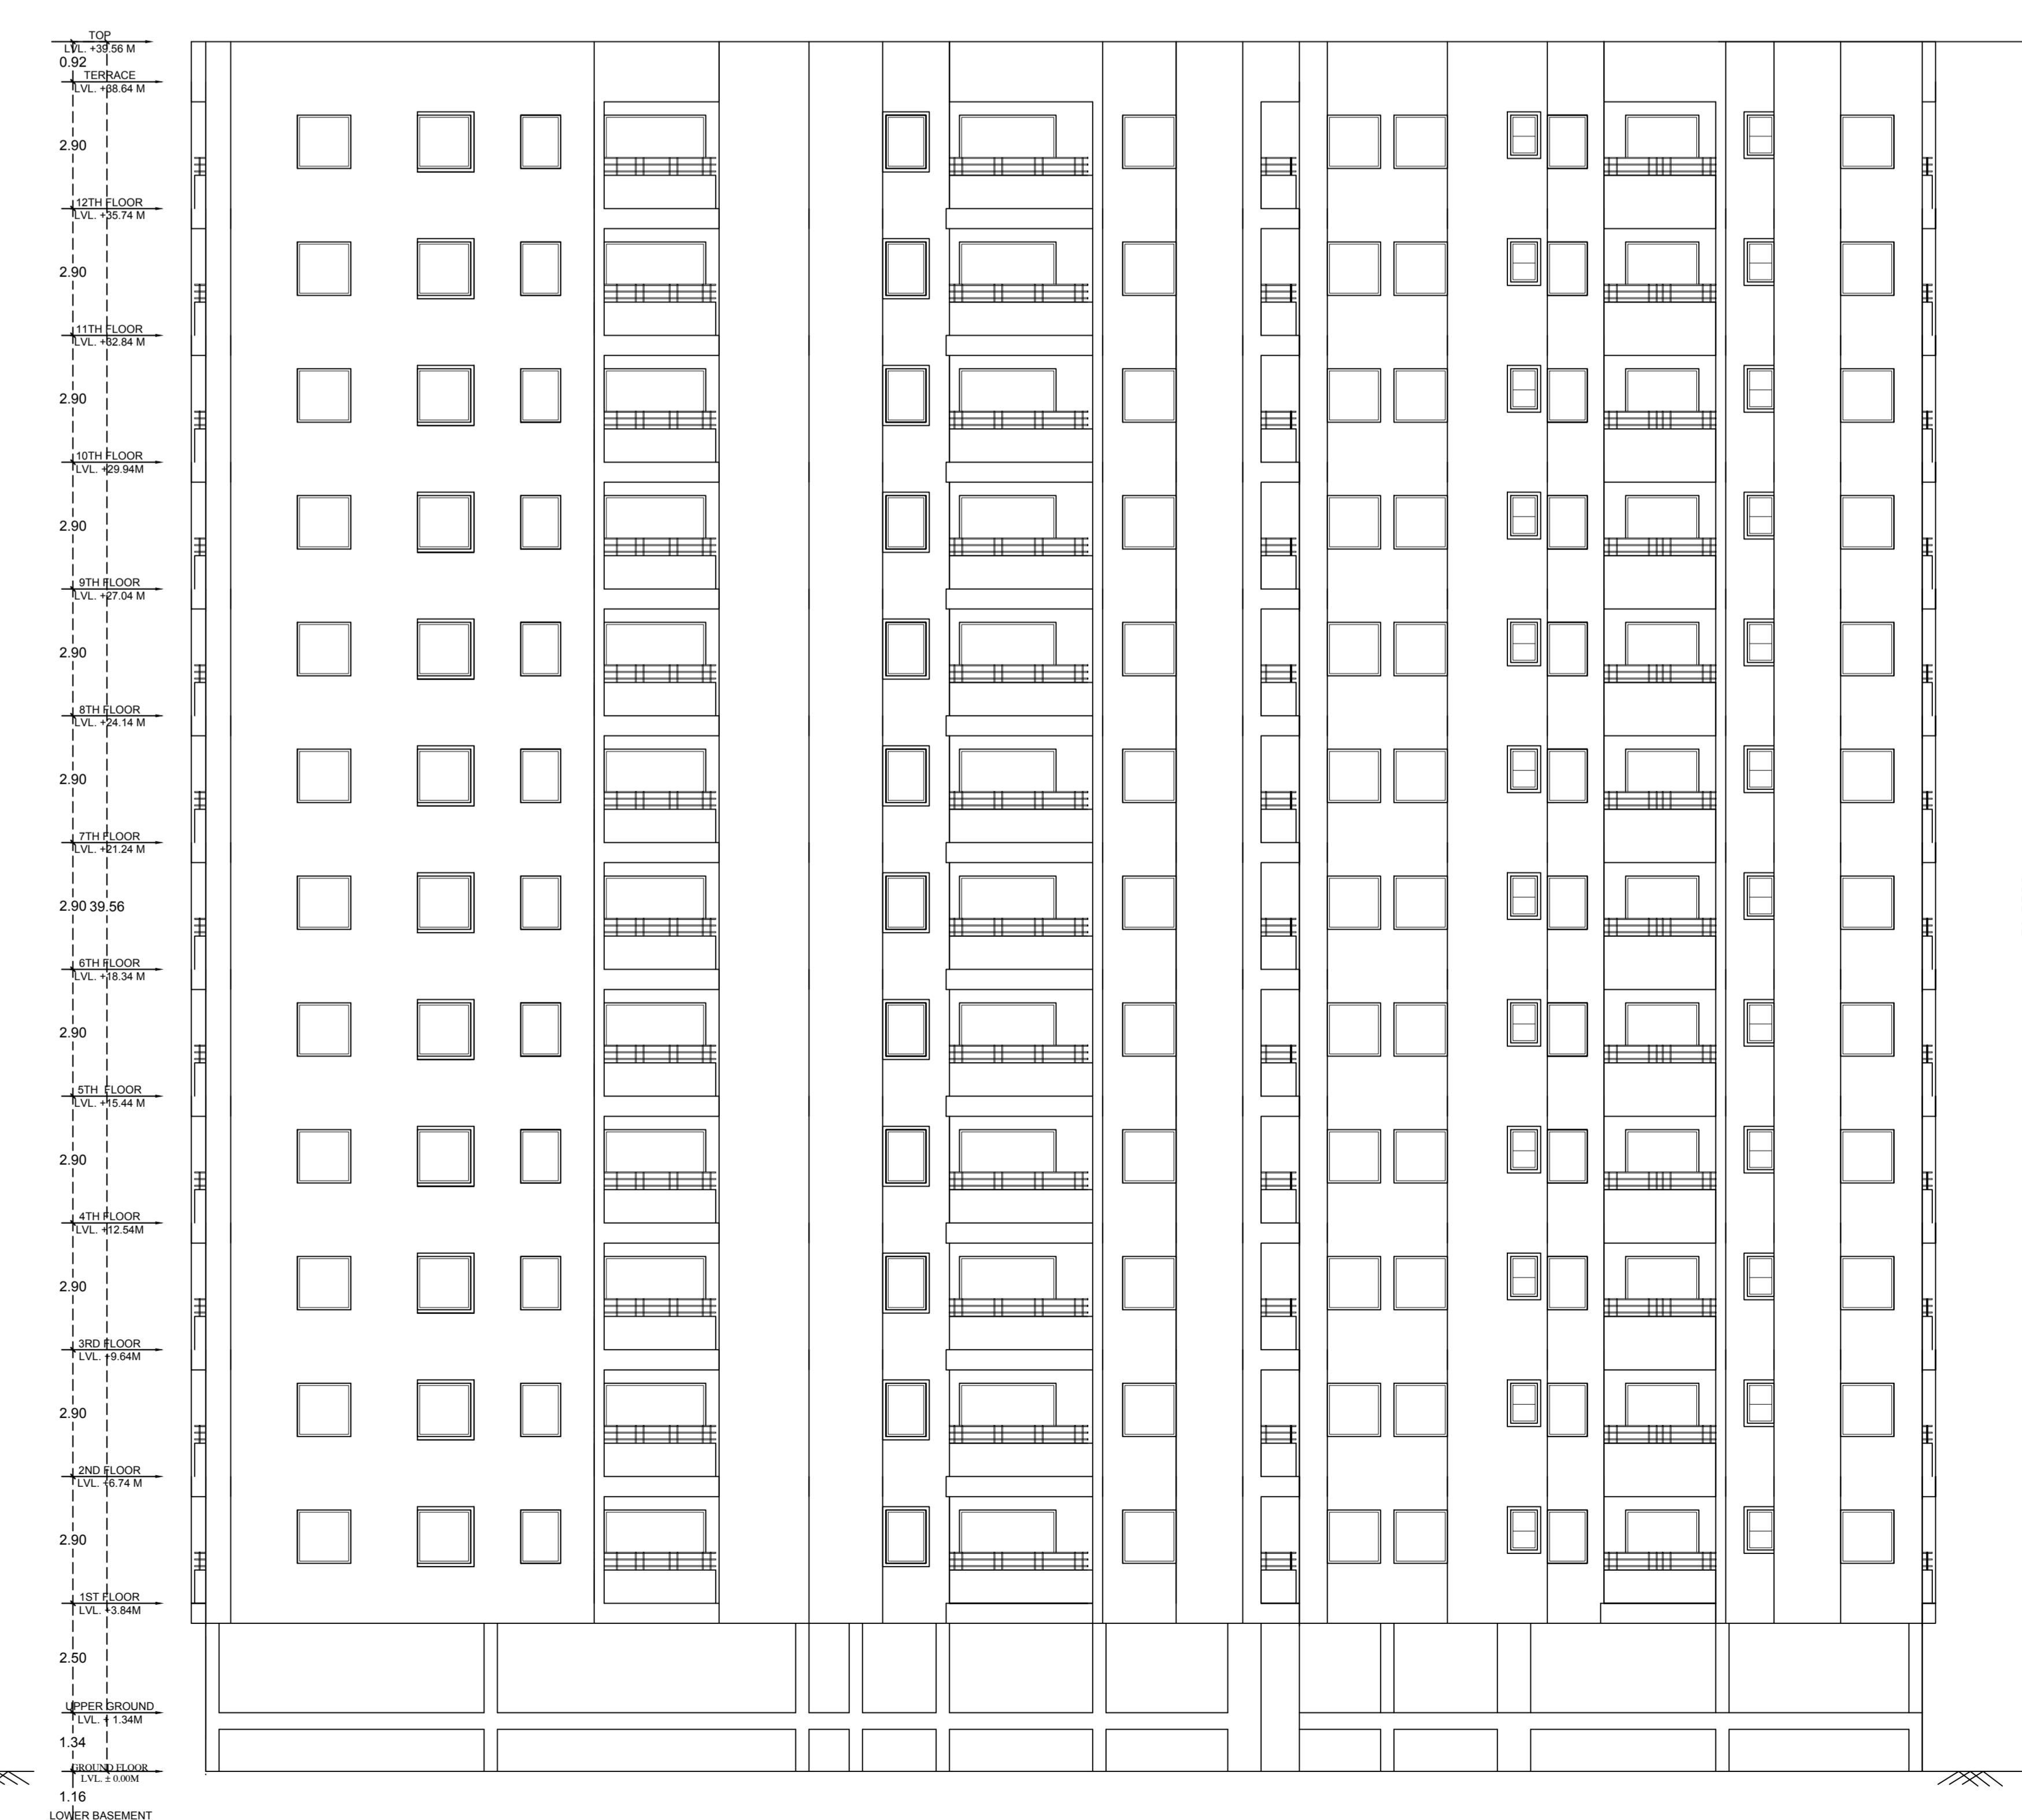 TOP
LVL. +39.56 M
0.92
TERRACE
LVL. +38.64 M
2.90
12TH FLOOR
LVL. +35.74 M
2.90
11TH FLOOR
LVL. +32.84 M
2.90
10TH FLOOR
LVL. +29.94M
2.90
9TH FLOOR
LVL. +27.04 M
2.90
8TH FLOOR
LVL. +24.14 M
2.90
7TH FLOOR
LVL. +21.24 M
2.90 39.56
6TH FLOOR
LVL. +18.34 M
2.90
5TH FLOOR
LVL. +15.44 M
2.90
4TH FLOOR
LVL. +12.54M
2.90
3RD FLOOR
LVL. +9.64M
2.90
2ND FLOOR
LVL. +6.74 M
2.90
1ST FLOOR
LVL. +3.84M
2.50
UPPER GROUND
LVL. + 1.34M
1.34
GROUND FLOOR
LVL. ± 0.00M
1.16
LOWER BASEMENT